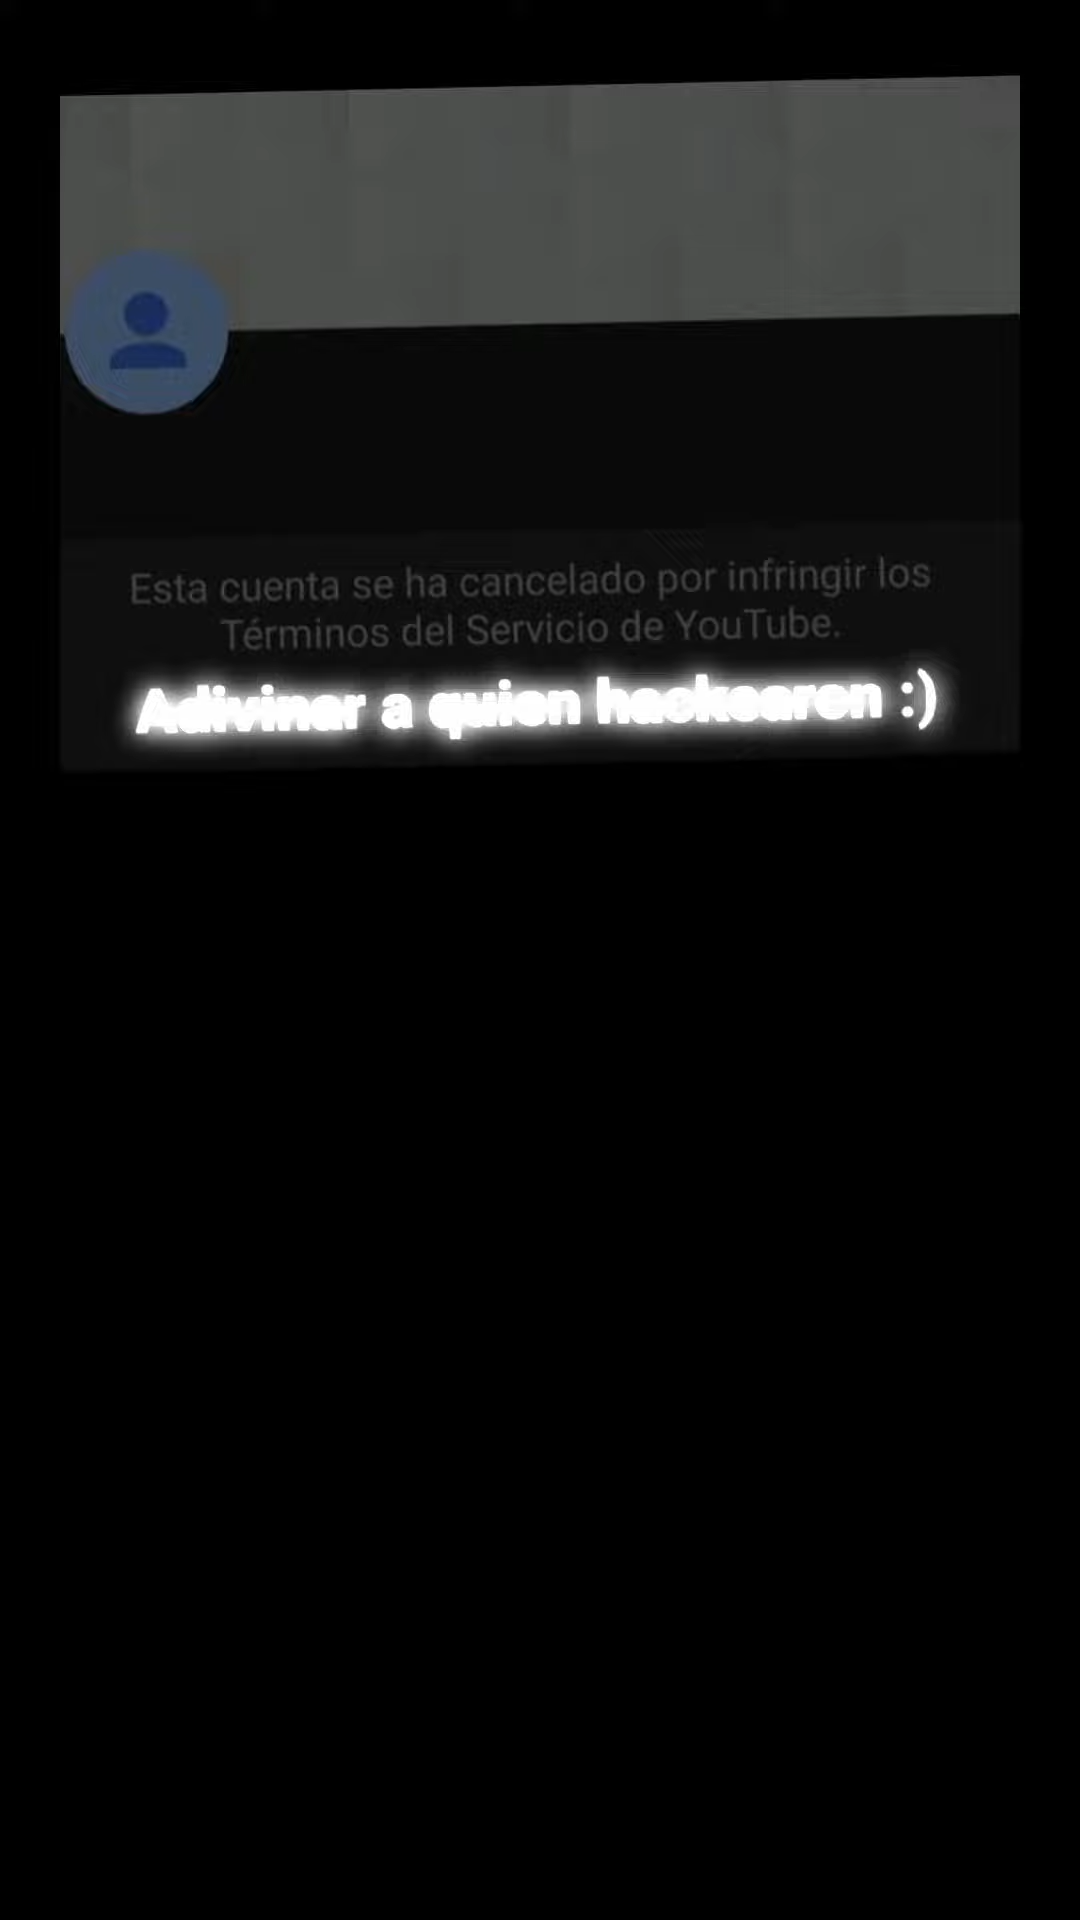 Esta cuenta se ha cancelado por infringir los
Términos del Servicio de YouTube.
Adivinar a quien hackearen :)